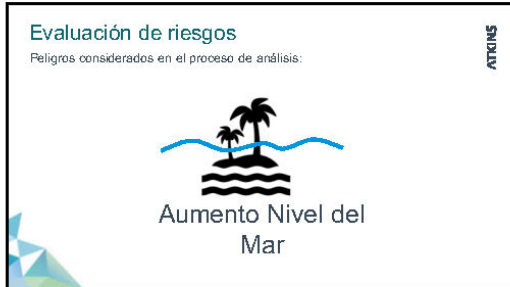 Evaluación de riesgos
Peligros considerados en el proceso de análisis:
ATKINS
Aumento Nivel del
Mar